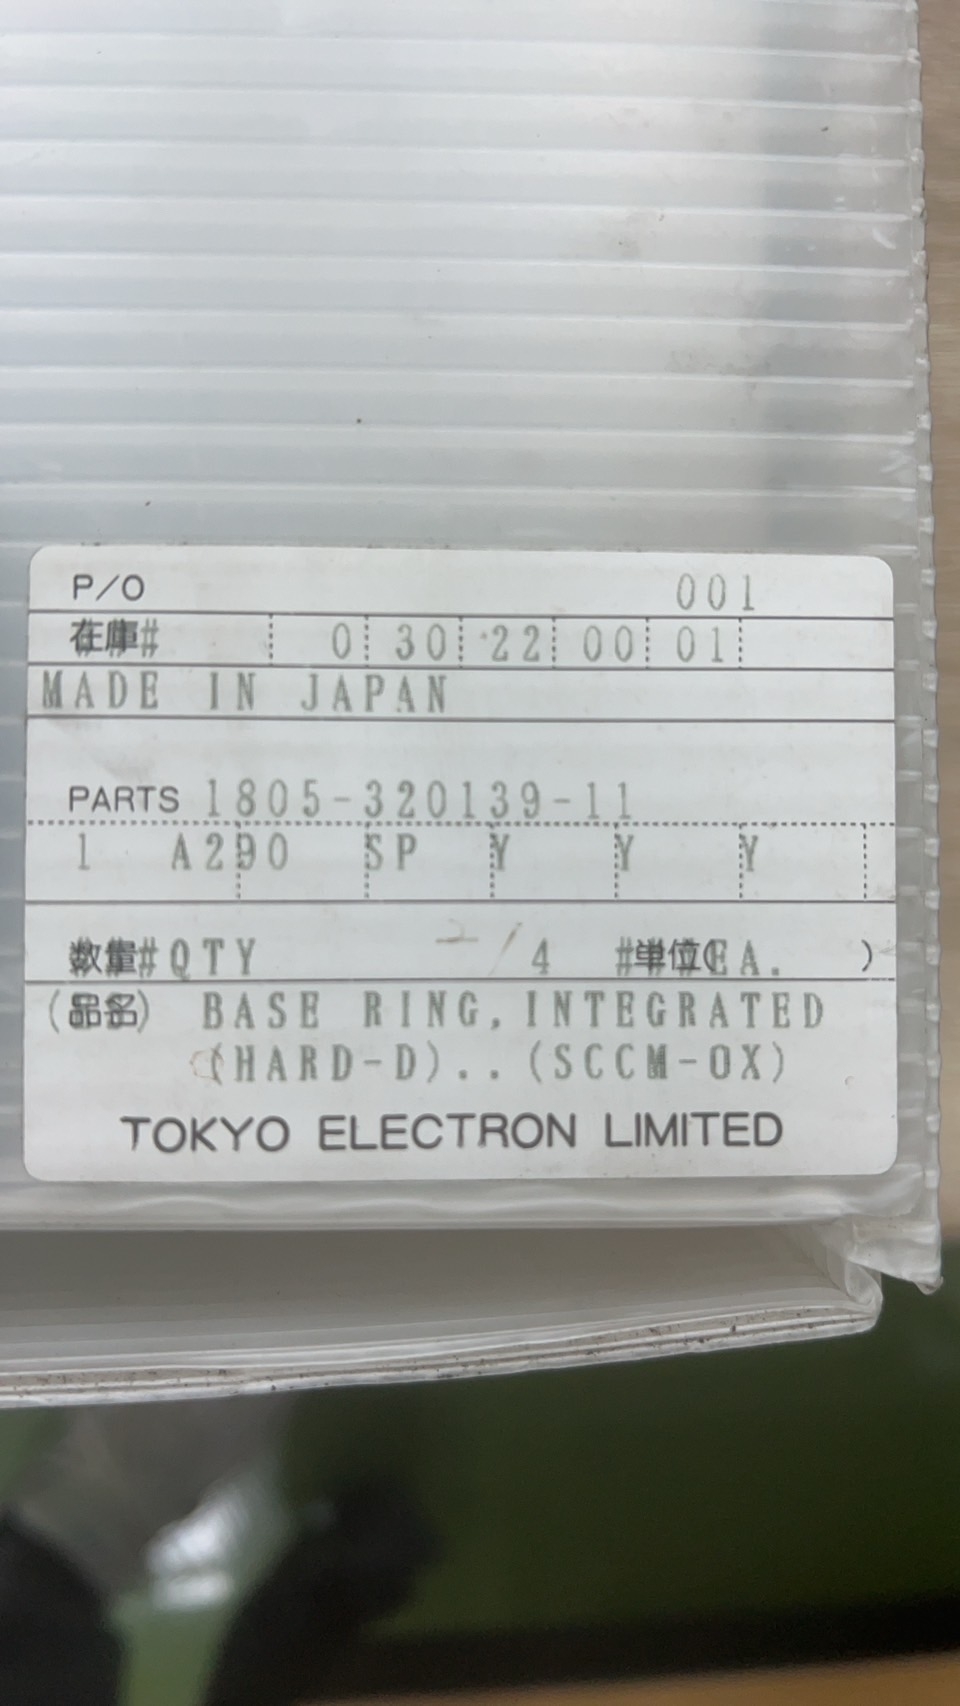 P/O 001
在庫# 0 30 22 00 01
MADE IN JAPAN
PARTS 1805-320139-11
1 A290 SP Y Y Y
数量# QTY 4 #単位(EA. )
(品名) BASE RING, INTEGRATED
(HARD-D)..(SCCM-OX)
TOKYO ELECTRON LIMITED